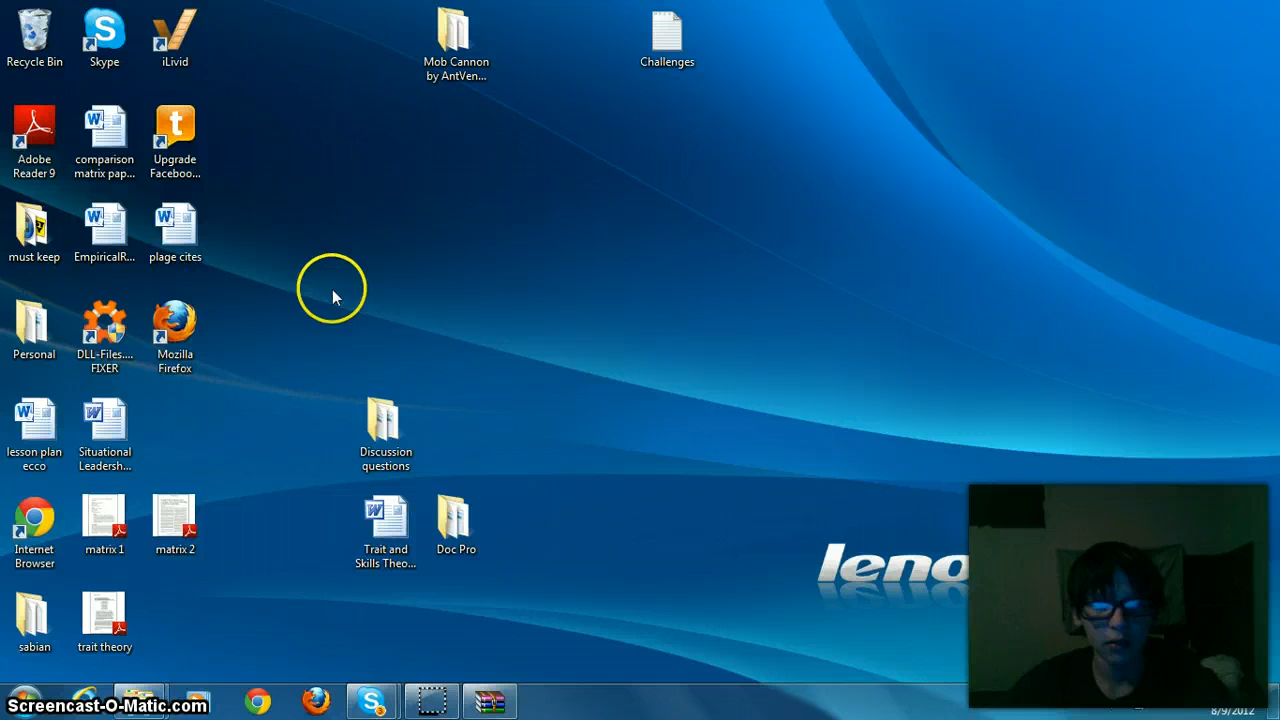 Recycle Bin
Skype
iLivid
Mob Cannon
by AntVen...
Challenges
Adobe
Reader 9
comparison
matrix pap...
Upgrade
Faceboo...
must keep
EmpiricalR...
plage cites
Personal
DLL-Files....
FIXER
Mozilla
Firefox
lesson plan
ecco
Situational
Leadersh...
Discussion
questions
Internet
Browser
matrix 1
matrix 2
Trait and
Skills Theo...
Doc Pro
leno
sabian
trait theory
Screencast-O-Matic.com
8/9/2012